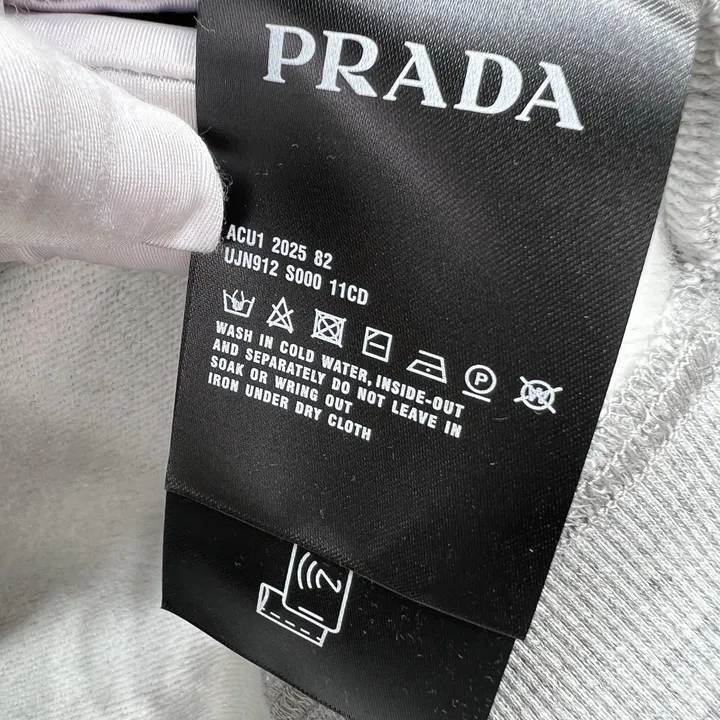 PRADA
ACU1 2025 82
UJN912 S000 11CD
P
W
WASH IN COLD WATER, INSIDE-OUT
AND SEPARATELY DO NOT LEAVE IN
SOAK OR WRING OUT
IRON UNDER DRY CLOTH